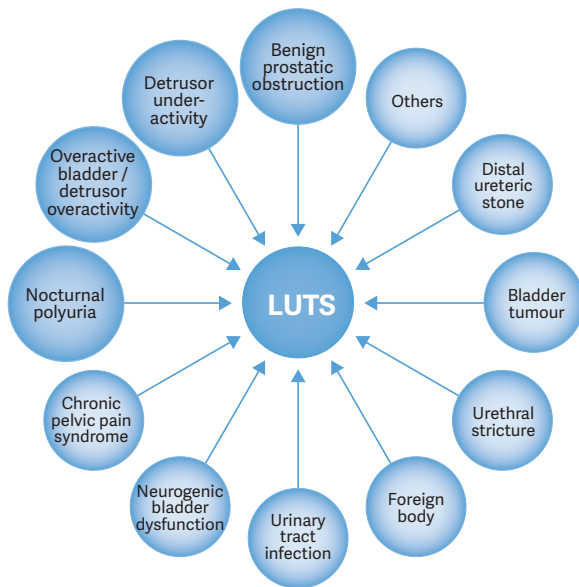 Benign
prostatic
obstruction
Others
Distal
ureteric
stone
Bladder
tumour
Urethral
stricture
Foreign
body
Urinary
tract
infection
Neurogenic
bladder
dysfunction
Chronic
pelvic pain
syndrome
Nocturnal
polyuria
Overactive
bladder /
detrusor
overactivity
Detrusor
under-
activity
LUTS